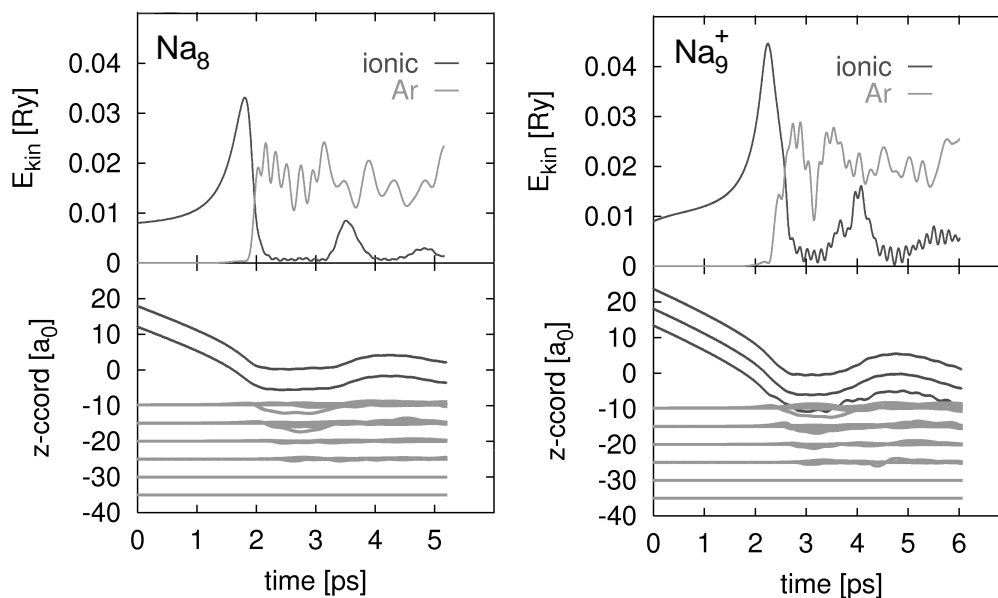 Na8
ionic
Ar
Ekin [Ry]
0.04
0.03
0.02
0.01
0
z-ccord [a0]
20
10
0
-10
-20
-30
-40
0 1 2 3 4 5
time [ps]
Na9+
ionic
Ar
Ekin [Ry]
0.04
0.03
0.02
0.01
0
z-ccord [a0]
20
10
0
-10
-20
-30
-40
0 1 2 3 4 5 6
time [ps]